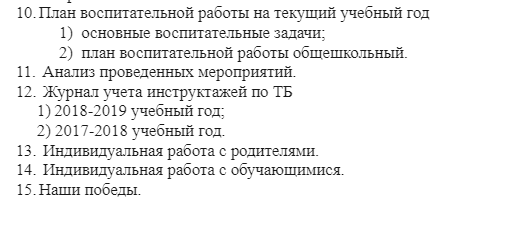 10. План воспитательной работы на текущий учебный год
1) основные воспитательные задачи;
2) план воспитательной работы общешкольный.
11. Анализ проведенных мероприятий.
12. Журнал учета инструктажей по ТБ
1) 2018-2019 учебный год;
2) 2017-2018 учебный год.
13. Индивидуальная работа с родителями.
14. Индивидуальная работа с обучающимися.
15. Наши победы.